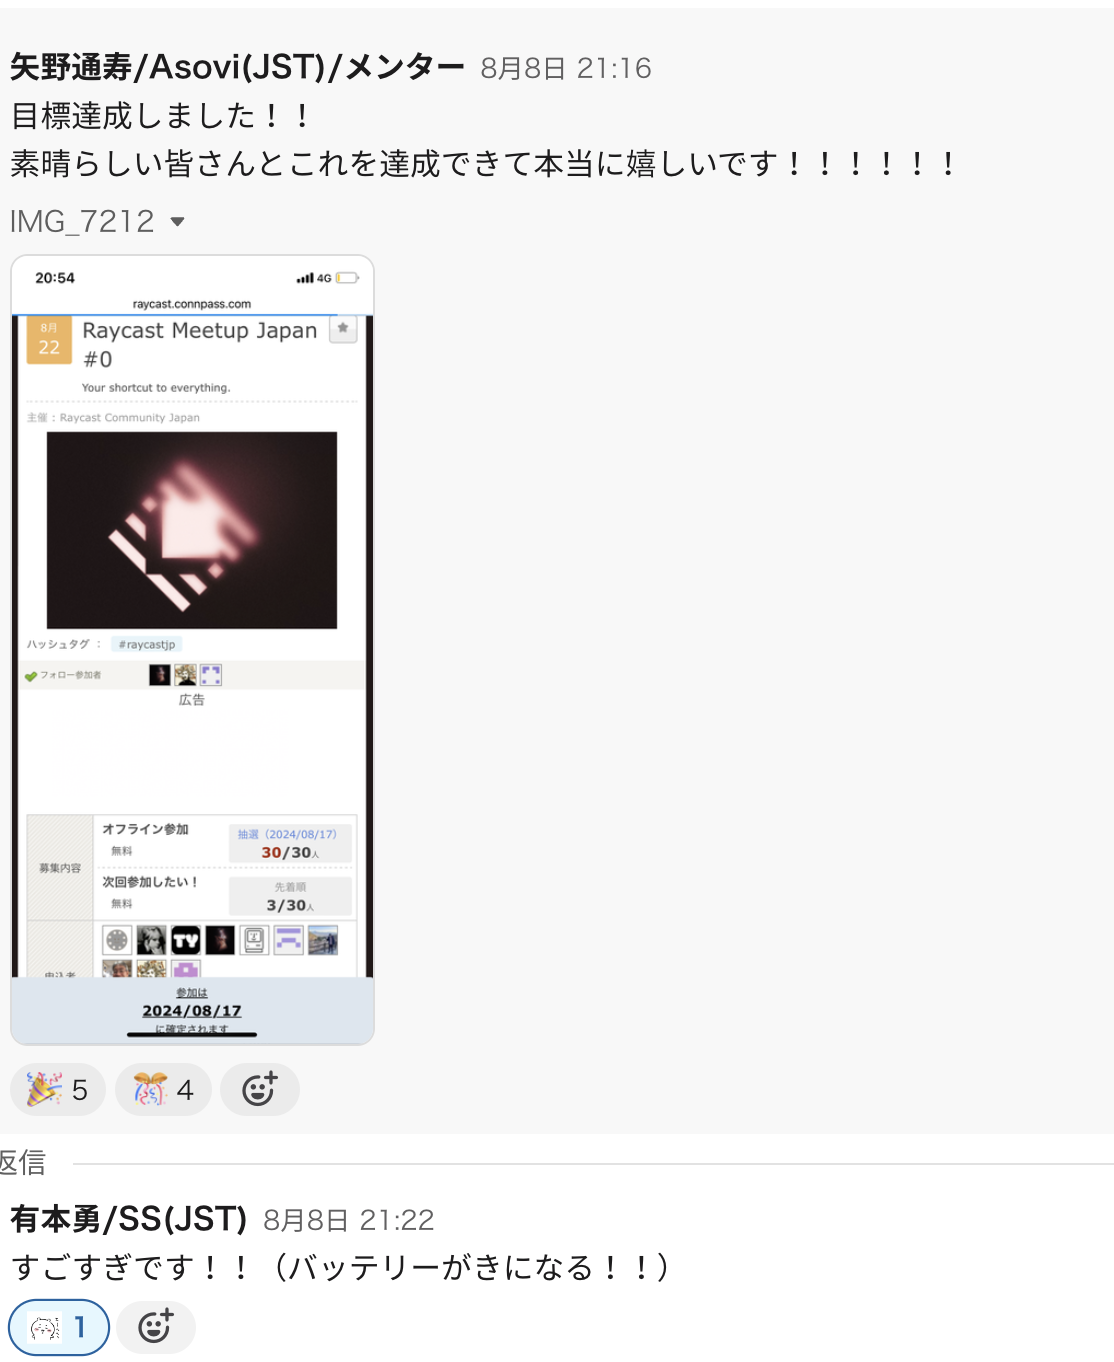 矢野通寿/Asovi(JST)/メンター 8月8日 21:16
目標達成しました！！
素晴らしい皆さんとこれを達成できて本当に嬉しいです！！！！！！
IMG_7212
20:54 4G
raycast.connpass.com
8月
22
Raycast Meetup Japan
#0
Your shortcut to everything.
主催：Raycast Community Japan
ハッシュタグ ： #raycastjp
フォロー参加者
広告
募集内容
オフライン参加
無料
抽選（2024/08/17）
30/30人
次回参加したい！
無料
先着順
3/30人
TY
申込者
参加は
2024/08/17
に確定されます
5 4
返信
有本勇/SS(JST) 8月8日 21:22
すごすぎです！！（バッテリーがきになる！！）
1